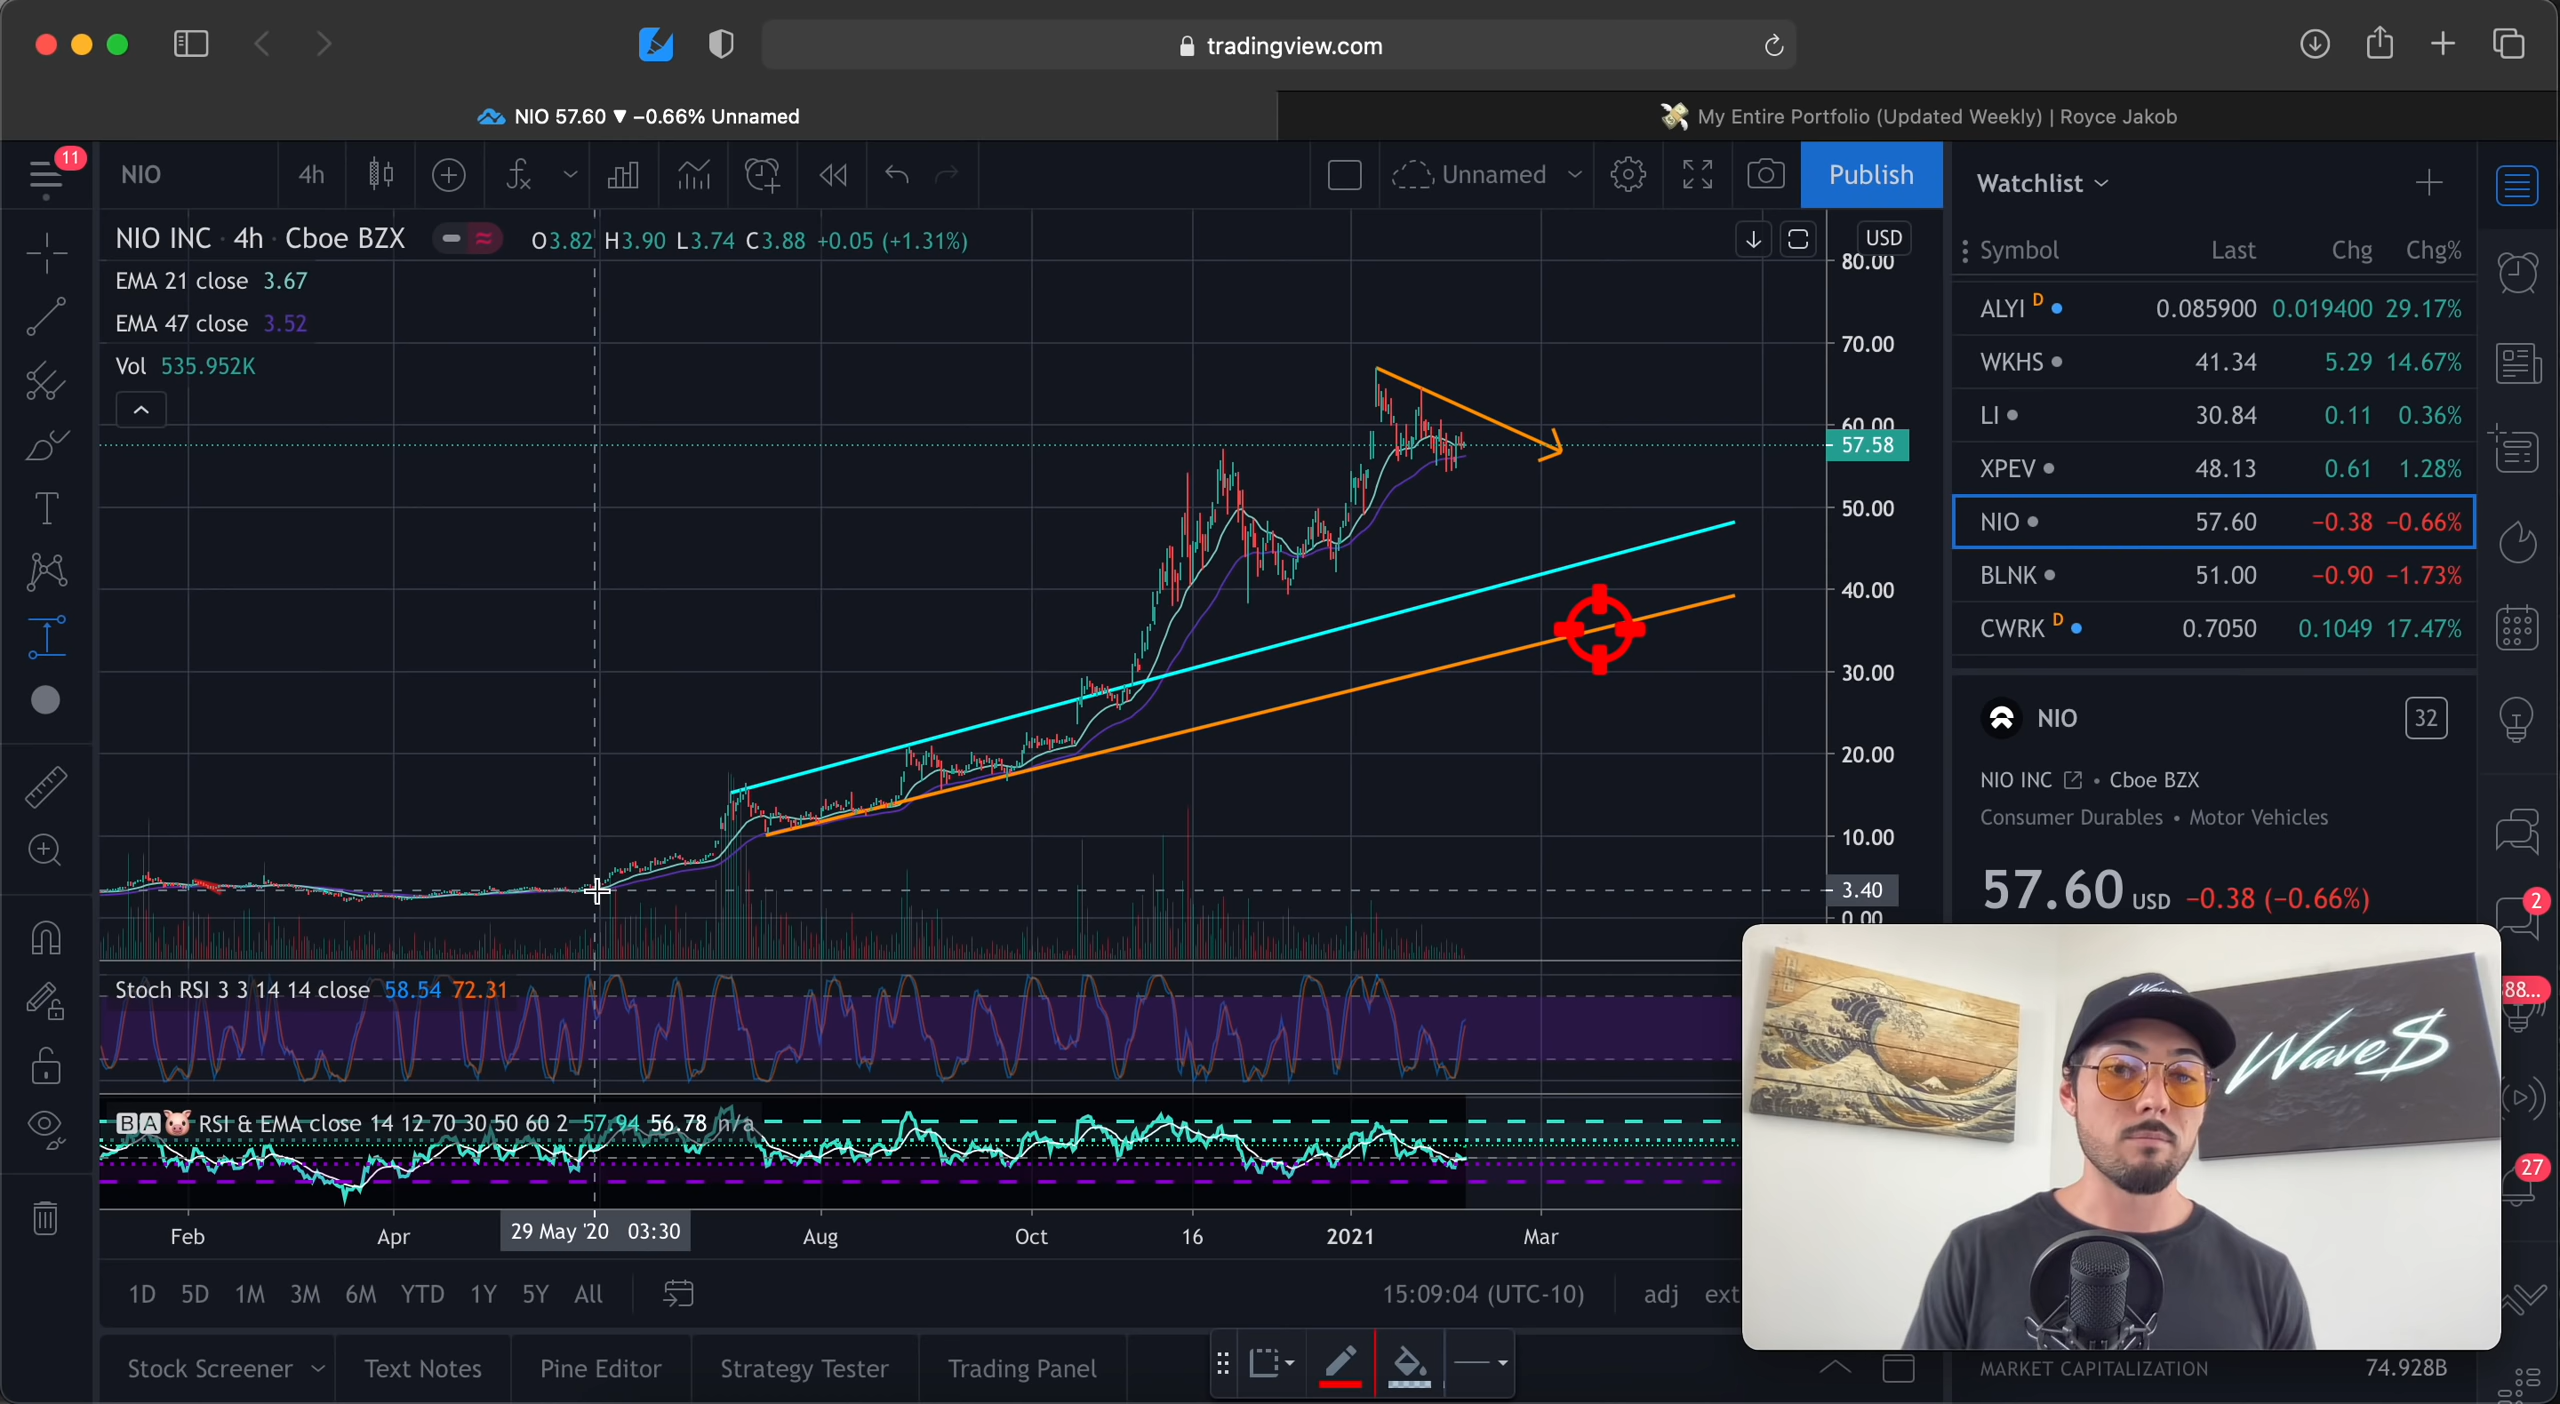 tradingview.com
NIO 57.60 ▼ −0.66% Unnamed
My Entire Portfolio (Updated Weekly) | Royce Jakob
11
NIO
4h
Unnamed
Publish
NIO INC · 4h · Cboe BZX
O3.82 H3.90 L3.74 C3.88 +0.05 (+1.31%)
EMA 21 close 3.67
EMA 47 close 3.52
Vol 535.952K
USD
80.00
70.00
60.00
57.58
50.00
40.00
30.00
20.00
10.00
3.40
0.00
Stoch RSI 3 3 14 14 close 58.54 72.31
BA RSI & EMA close 14 12 70 30 50 60 2 57.94 56.78 n/a
Feb
Apr
29 May '20 03:30
Aug
Oct
16
2021
Mar
1D 5D 1M 3M 6M YTD 1Y 5Y All
15:09:04 (UTC-10)
adj
ext
Stock Screener
Text Notes
Pine Editor
Strategy Tester
Trading Panel
Watchlist
Symbol Last Chg Chg%
ALYI D 0.085900 0.019400 29.17%
WKHS 41.34 5.29 14.67%
LI 30.84 0.11 0.36%
XPEV 48.13 0.61 1.28%
NIO 57.60 −0.38 −0.66%
BLNK 51.00 −0.90 −1.73%
CWRK D 0.7050 0.1049 17.47%
NIO
32
NIO INC • Cboe BZX
Consumer Durables • Motor Vehicles
57.60 USD −0.38 (−0.66%)
2
88...
27
Wave$
MARKET CAPITALIZATION 74.928B